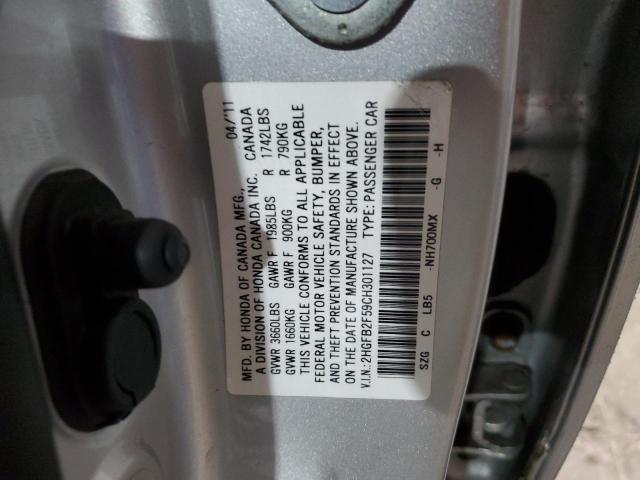 MFD. BY HONDA OF CANADA MFG., 04/'11
A DIVISION OF HONDA CANADA INC. CANADA
GVWR 3660LBS GAWR F 1985LBS R 1742LBS
GVWR 1660KG GAWR F 900KG R 790KG
THIS VEHICLE CONFORMS TO ALL APPLICABLE
FEDERAL MOTOR VEHICLE SAFETY, BUMPER,
AND THEFT PREVENTION STANDARDS IN EFFECT
ON THE DATE OF MANUFACTURE SHOWN ABOVE.
V.I.N.:2HGFB2F59CH301127 TYPE: PASSENGER CAR
SZG C LB5 -NH700MX -G -H